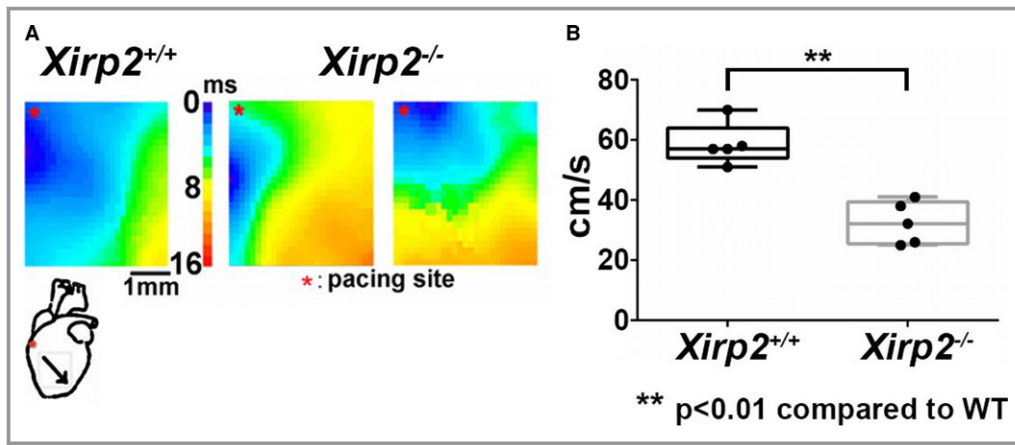 A
Xirp2+/+
Xirp2-/-
ms
0
8
16
1mm
* : pacing site
B
**
80
60
40
20
0
cm/s
Xirp2+/+
Xirp2-/-
** p<0.01 compared to WT